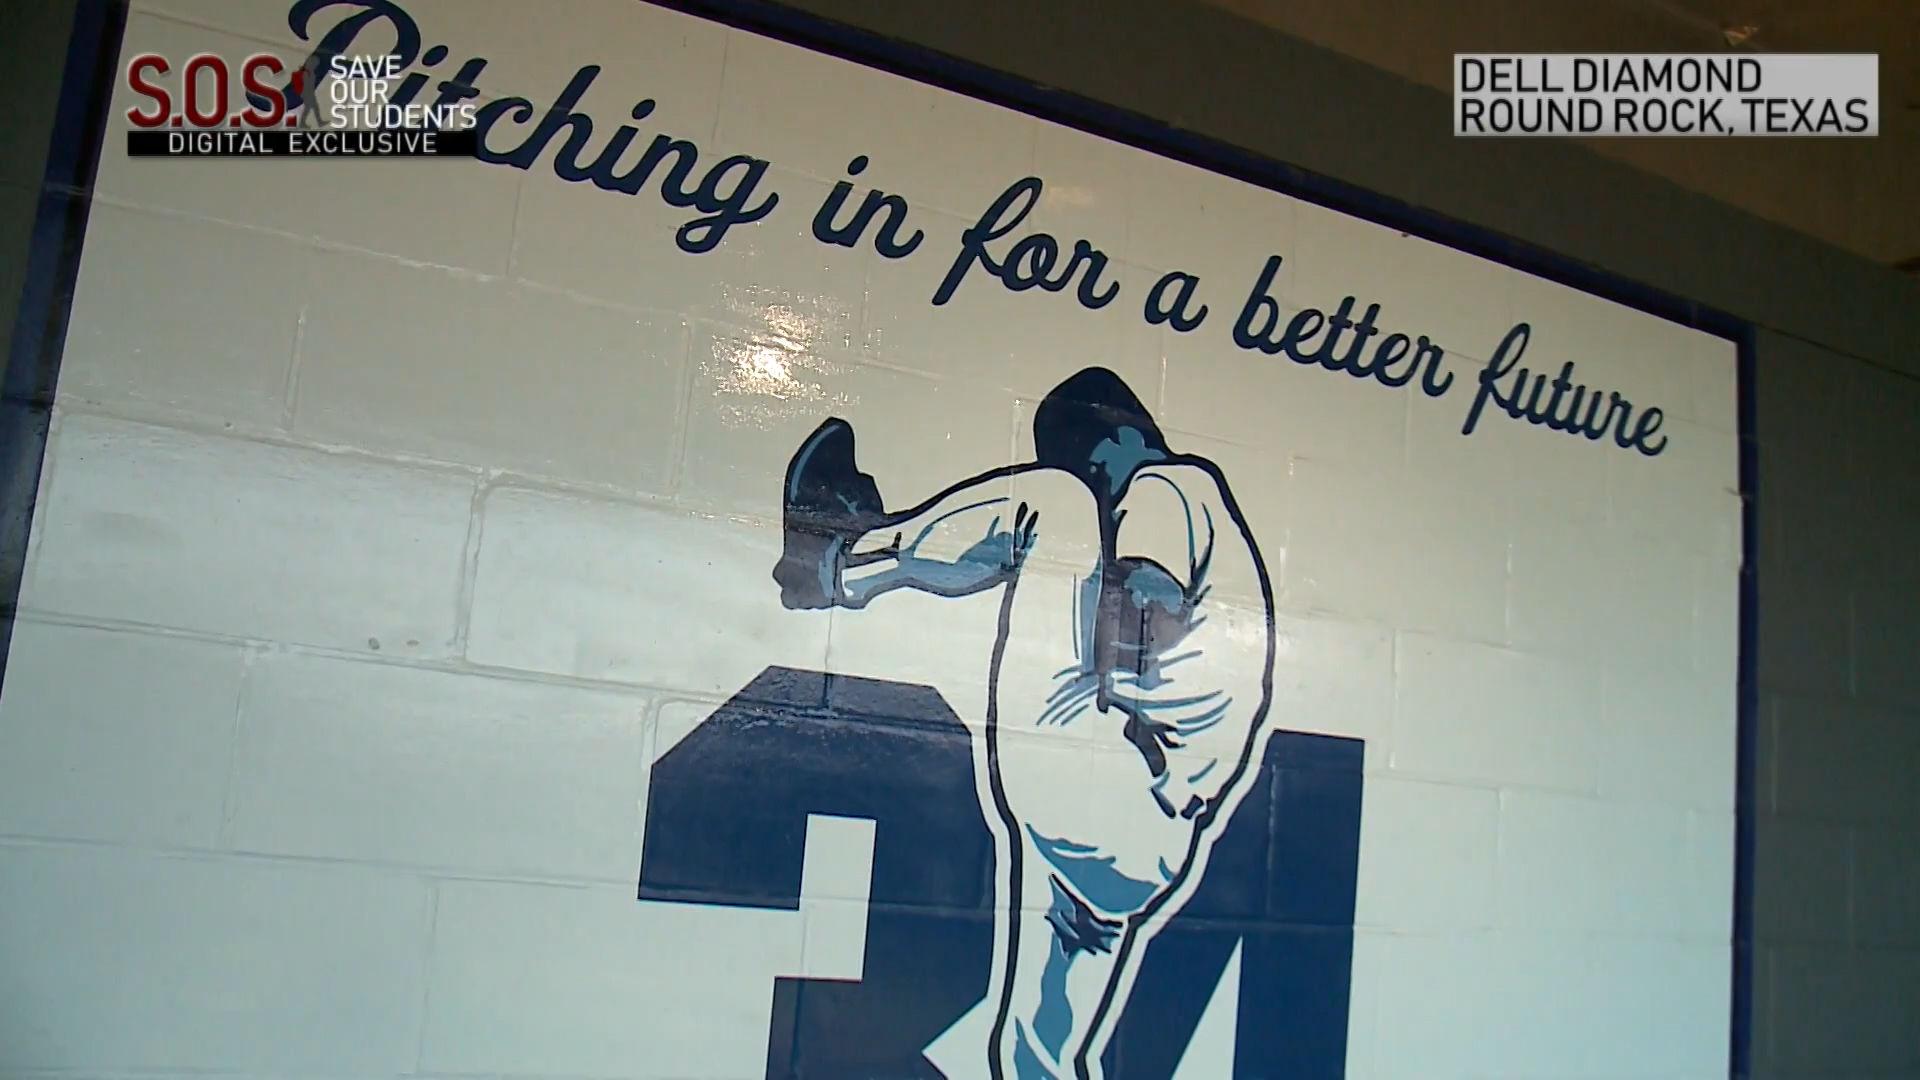 S.O.S.
SAVE
OUR
STUDENTS
DIGITAL EXCLUSIVE
DELL DIAMOND
ROUND ROCK, TEXAS
Pitching in for a better future
34